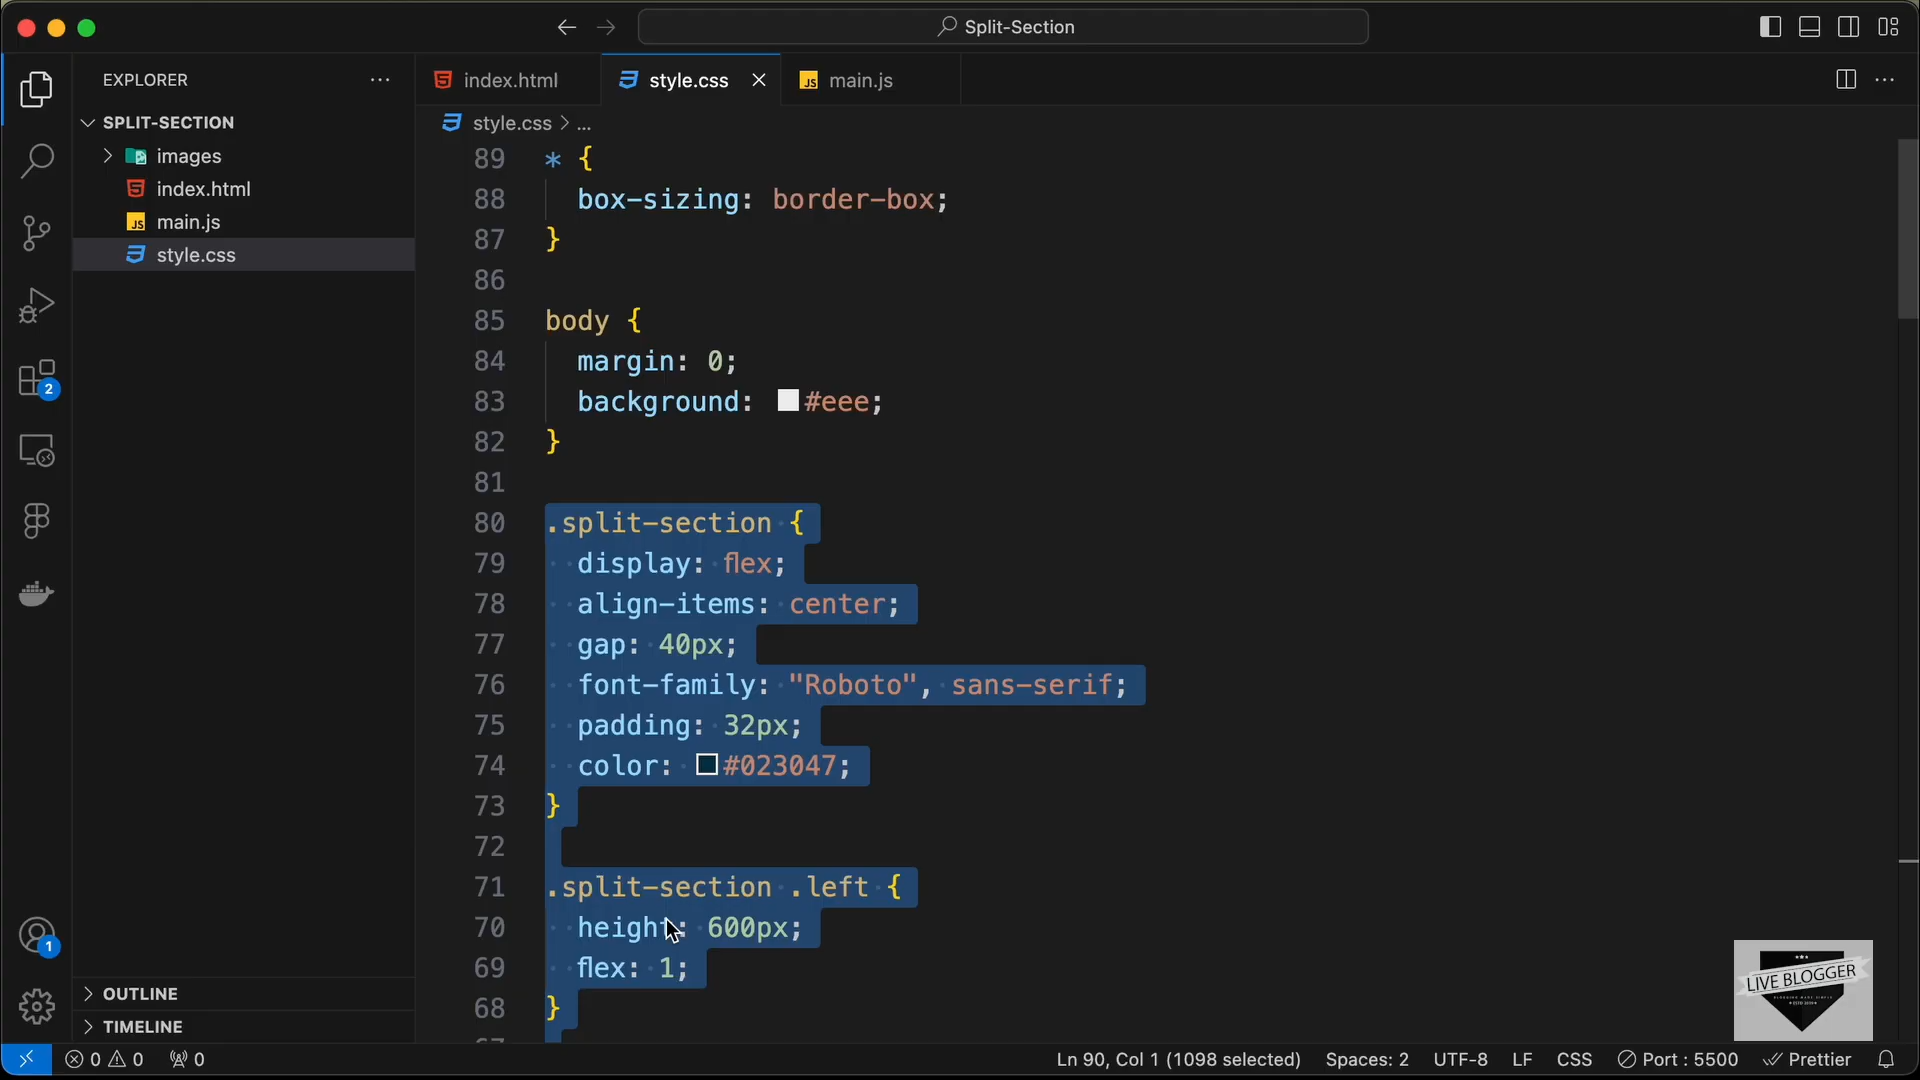 Split-Section
EXPLORER
SPLIT-SECTION
images
index.html
main.js
style.css
OUTLINE
TIMELINE
2
1
index.html
style.css
main.js
style.css > ...
89 * {
88 box-sizing: border-box;
87 }
86
85 body {
84 margin: 0;
83 background: #eee;
82 }
81
80 .split-section {
79 display: flex;
78 align-items: center;
77 gap: 40px;
76 font-family: "Roboto", sans-serif;
75 padding: 32px;
74 color: #023047;
73 }
72
71 .split-section .left {
70 height: 600px;
69 flex: 1;
68 }
LIVE BLOGGER
0 0 0
Ln 90, Col 1 (1098 selected) Spaces: 2 UTF-8 LF CSS Port : 5500 Prettier